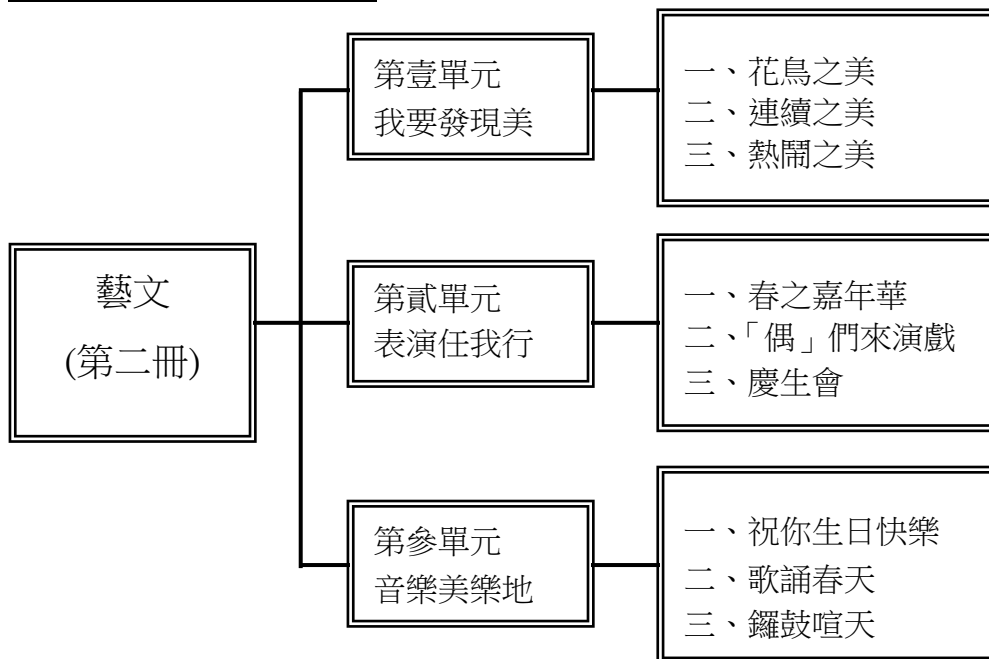 藝文
(第二冊)
第壹單元
我要發現美
一、花鳥之美
二、連續之美
三、熱鬧之美
第貳單元
表演任我行
一、春之嘉年華
二、「偶」們來演戲
三、慶生會
第參單元
音樂美樂地
一、祝你生日快樂
二、歌誦春天
三、鑼鼓喧天